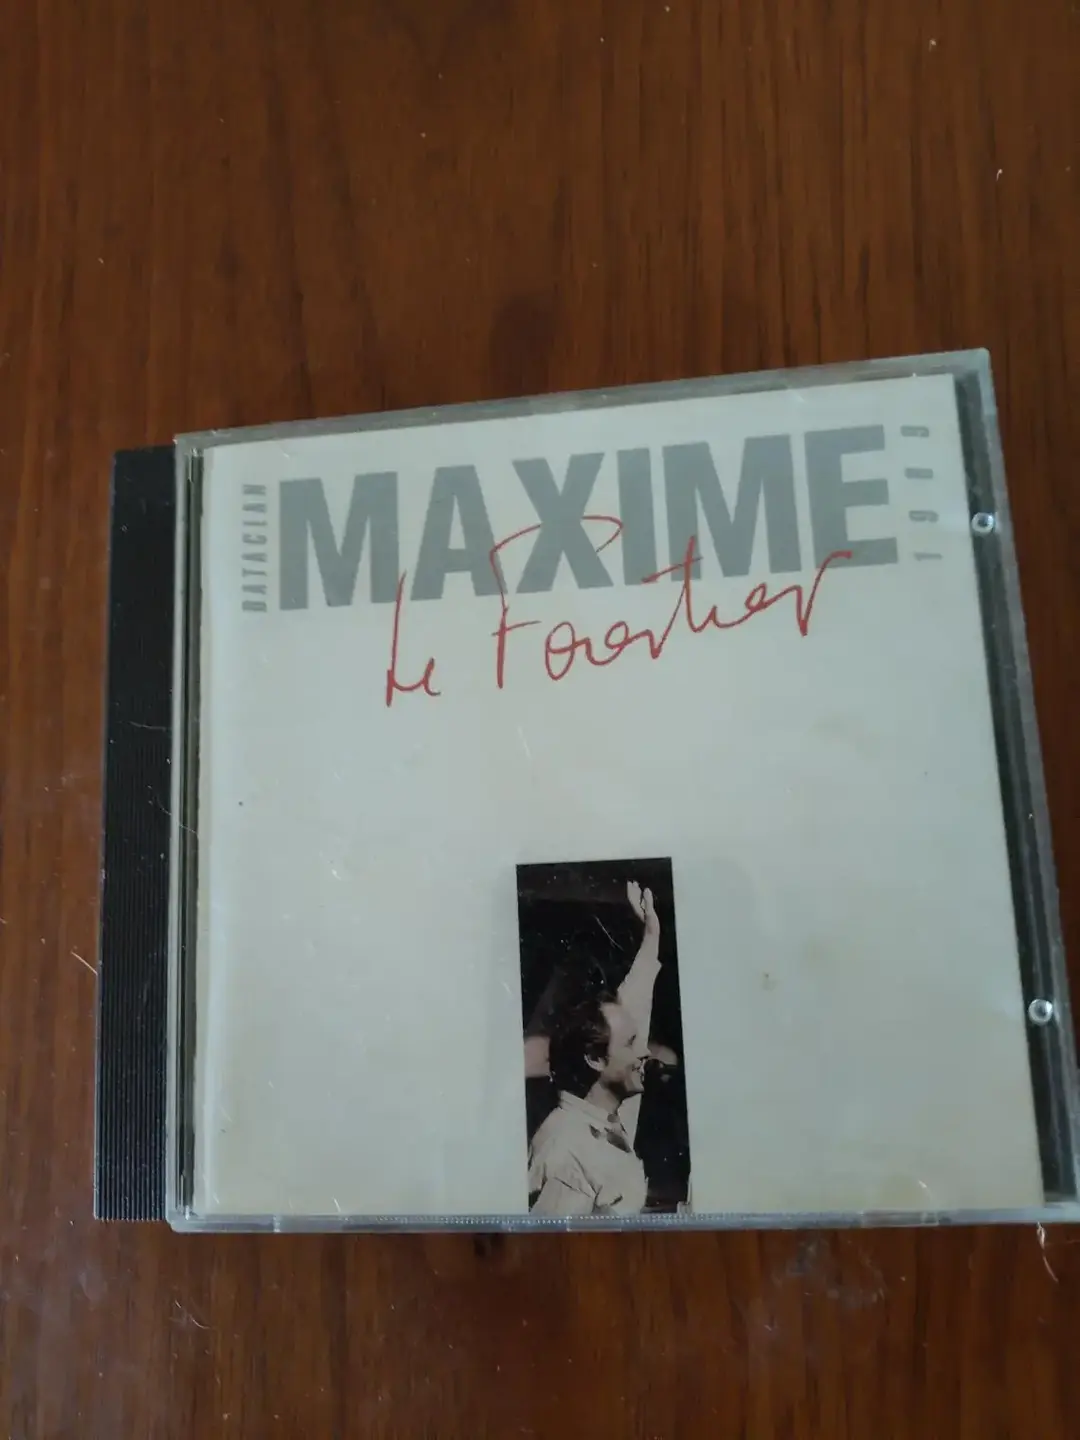 BATACLAN
MAXIME
1989
Le Forestier